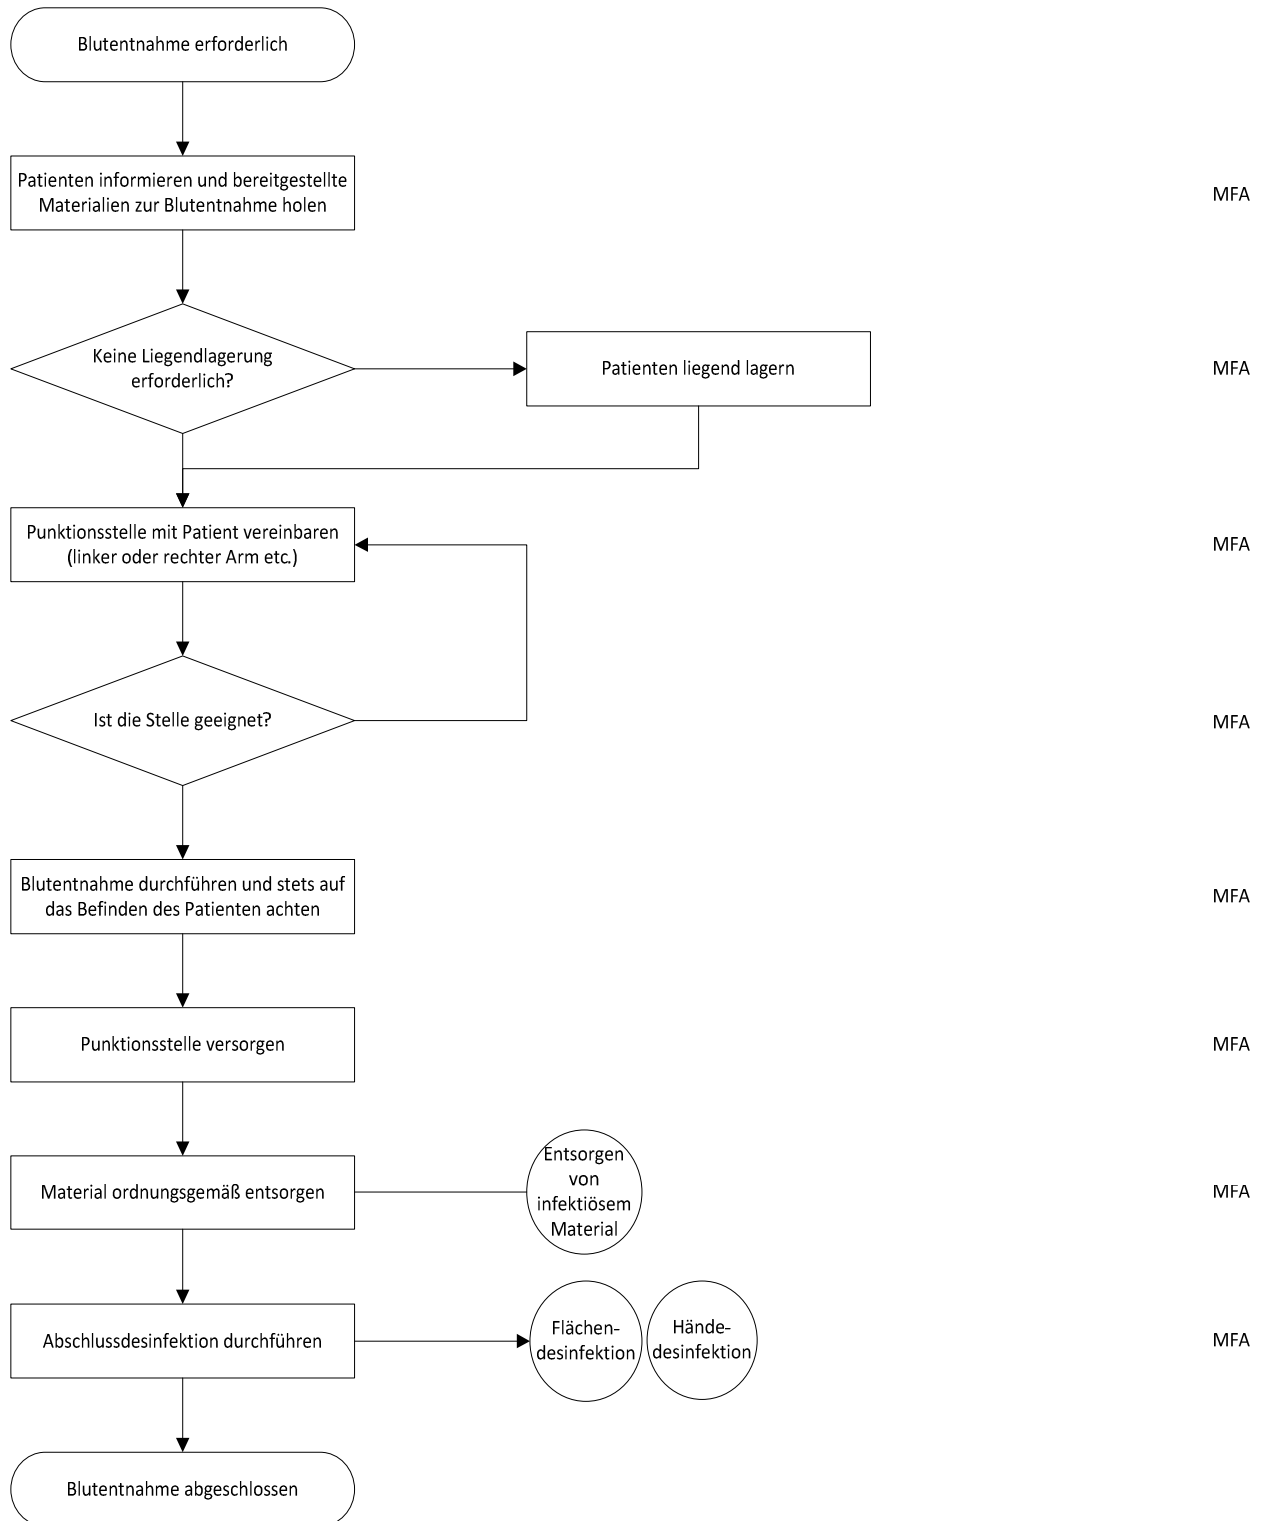 Blutentnahme erforderlich
Patienten informieren und bereitgestellte
Materialien zur Blutentnahme holen
MFA
Keine Liegendlagerung
erforderlich?
Patienten liegend lagern
MFA
Punktionsstelle mit Patient vereinbaren
(linker oder rechter Arm etc.)
MFA
Ist die Stelle geeignet?
MFA
Blutentnahme durchführen und stets auf
das Befinden des Patienten achten
MFA
Punktionsstelle versorgen
MFA
Material ordnungsgemäß entsorgen
Entsorgen
von
infektiösem
Material
MFA
Abschlussdesinfektion durchführen
Flächen-
desinfektion
Hände-
desinfektion
MFA
Blutentnahme abgeschlossen